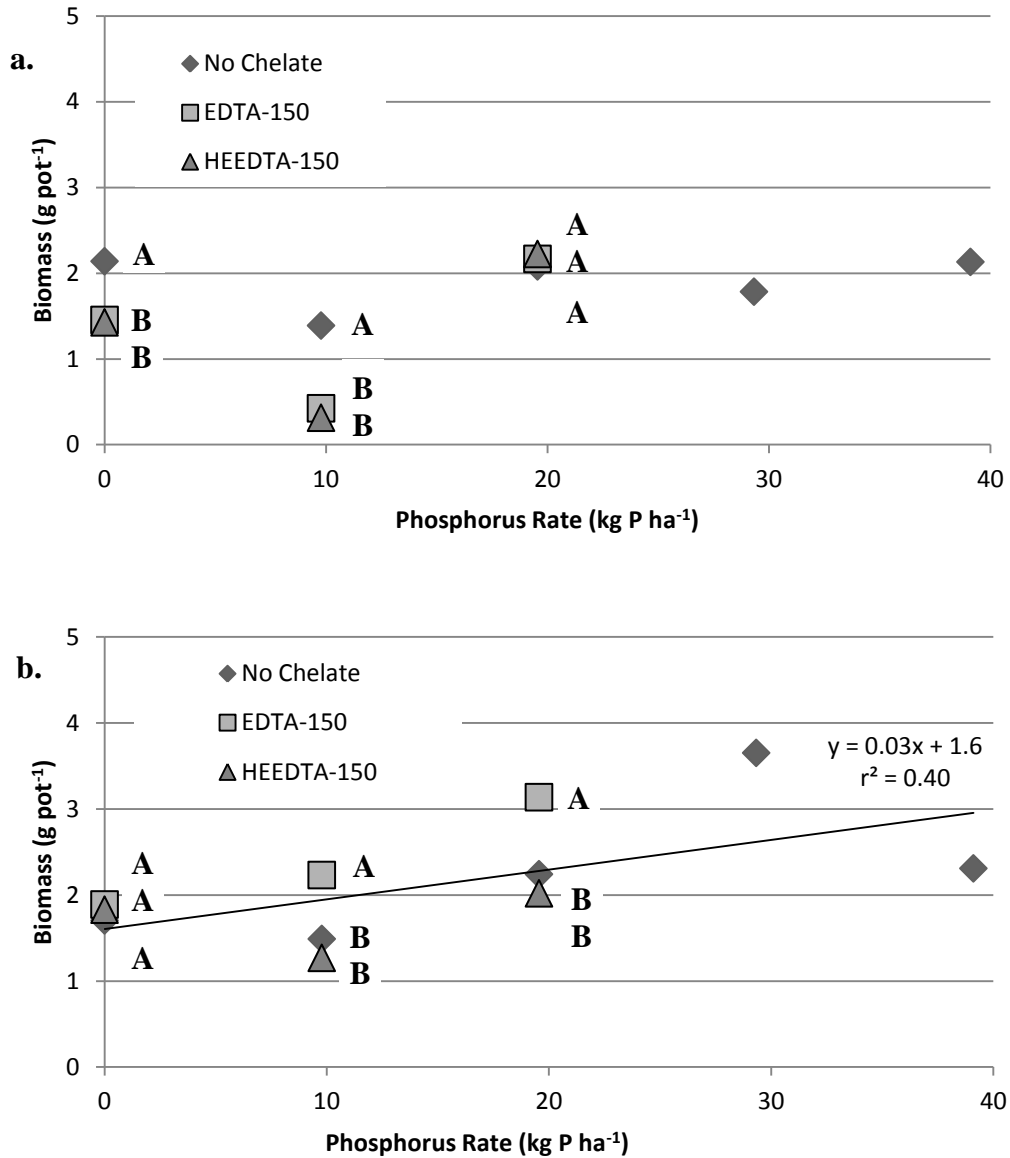 a.
5
4
3
2
1
0
Biomass (g pot⁻¹)
No Chelate
EDTA-150
HEEDTA-150
A
B
B
A
B
B
A
A
A
0 10 20 30 40
Phosphorus Rate (kg P ha⁻¹)
b.
5
4
3
2
1
0
Biomass (g pot⁻¹)
No Chelate
EDTA-150
HEEDTA-150
y = 0.03x + 1.6
r² = 0.40
A
A
A
A
B
B
A
B
B
0 10 20 30 40
Phosphorus Rate (kg P ha⁻¹)